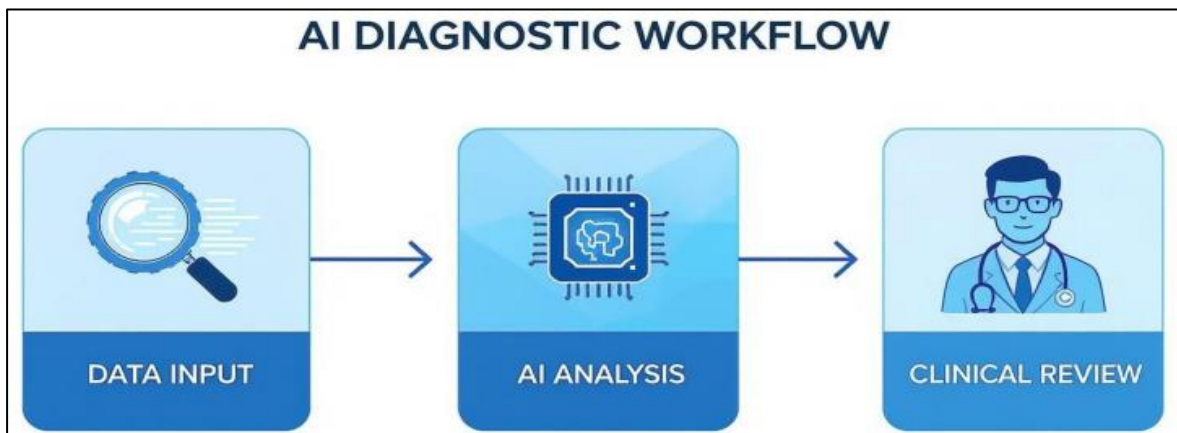 AI DIAGNOSTIC WORKFLOW
DATA INPUT
AI ANALYSIS
CLINICAL REVIEW